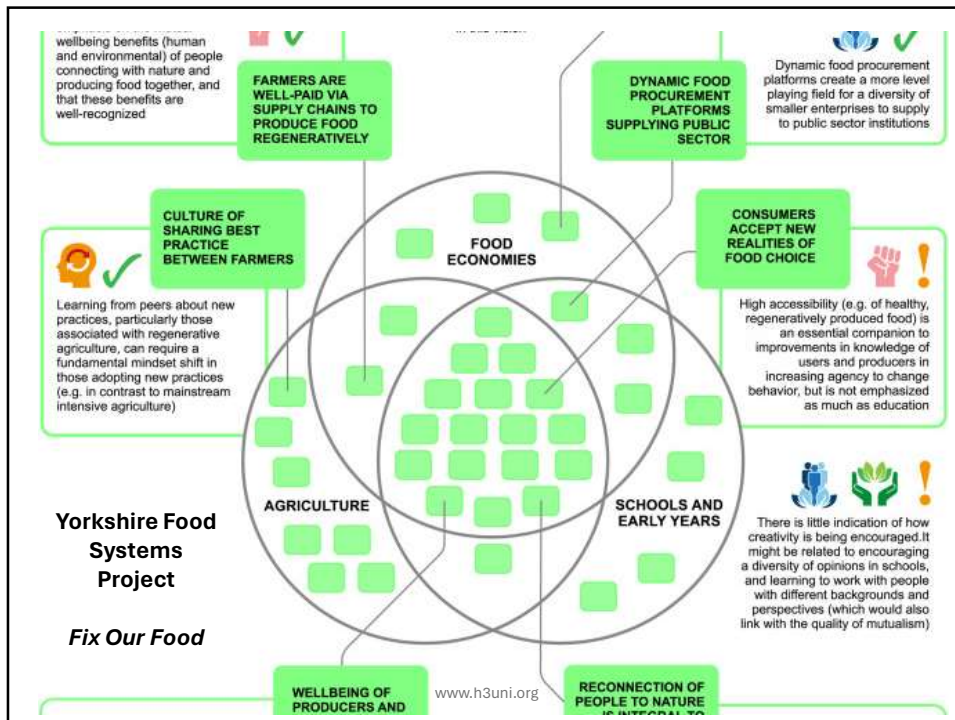 wellbeing benefits (human
and environmental) of people
connecting with nature and
producing food together, and
that these benefits are
well-recognized
FARMERS ARE
WELL-PAID VIA
SUPPLY CHAINS TO
PRODUCE FOOD
REGENERATIVELY
DYNAMIC FOOD
PROCUREMENT
PLATFORMS
SUPPLYING PUBLIC
SECTOR
Dynamic food procurement
platforms create a more level
playing field for a diversity of
smaller enterprises to supply
to public sector institutions
CULTURE OF
SHARING BEST
PRACTICE
BETWEEN FARMERS
Learning from peers about new
practices, particularly those
associated with regenerative
agriculture, can require a
fundamental mindset shift in
those adopting new practices
(e.g. in contrast to mainstream
intensive agriculture)
FOOD
ECONOMIES
CONSUMERS
ACCEPT NEW
REALITIES OF
FOOD CHOICE
High accessibility (e.g. of healthy,
regeneratively produced food) is
an essential companion to
improvements in knowledge of
users and producers in
increasing agency to change
behavior, but is not emphasized
as much as education
AGRICULTURE
SCHOOLS AND
EARLY YEARS
There is little indication of how
creativity is being encouraged.It
might be related to encouraging
a diversity of opinions in schools,
and learning to work with people
with different backgrounds and
perspectives (which would also
link with the quality of mutualism)
Yorkshire Food
Systems
Project
Fix Our Food
WELLBEING OF
PRODUCERS AND
www.h3uni.org
RECONNECTION OF
PEOPLE TO NATURE
IS INTEGRAL TO